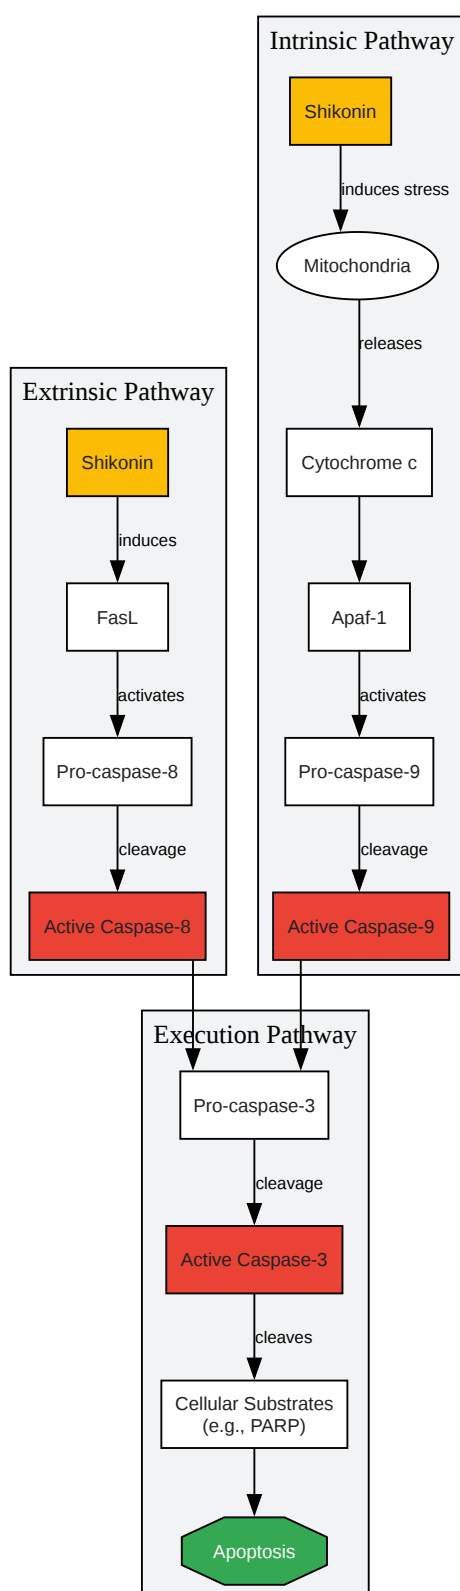 Intrinsic Pathway
Shikonin
induces stress
Mitochondria
releases
Cytochrome c
Apaf-1
activates
Pro-caspase-9
cleavage
Active Caspase-9
Extrinsic Pathway
Shikonin
induces
FasL
activates
Pro-caspase-8
cleavage
Active Caspase-8
Execution Pathway
Pro-caspase-3
cleavage
Active Caspase-3
cleaves
Cellular Substrates
(e.g., PARP)
Apoptosis